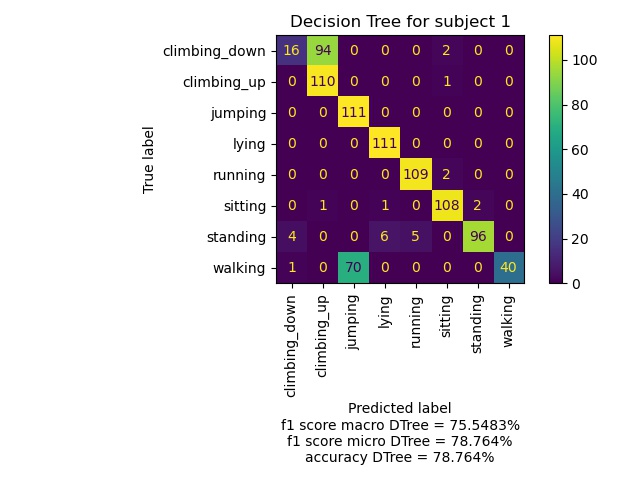 Decision Tree for subject 1
True label
climbing_down 16 94 0 0 0 2 0 0
climbing_up 0 110 0 0 0 1 0 0
jumping 0 0 111 0 0 0 0 0
lying 0 0 0 111 0 0 0 0
running 0 0 0 0 109 2 0 0
sitting 0 1 0 1 0 108 2 0
standing 4 0 0 6 5 0 96 0
walking 1 0 70 0 0 0 0 40
climbing_down
climbing_up
jumping
lying
running
sitting
standing
walking
100
80
60
40
20
0
Predicted label
f1 score macro DTree = 75.5483%
f1 score micro DTree = 78.764%
accuracy DTree = 78.764%